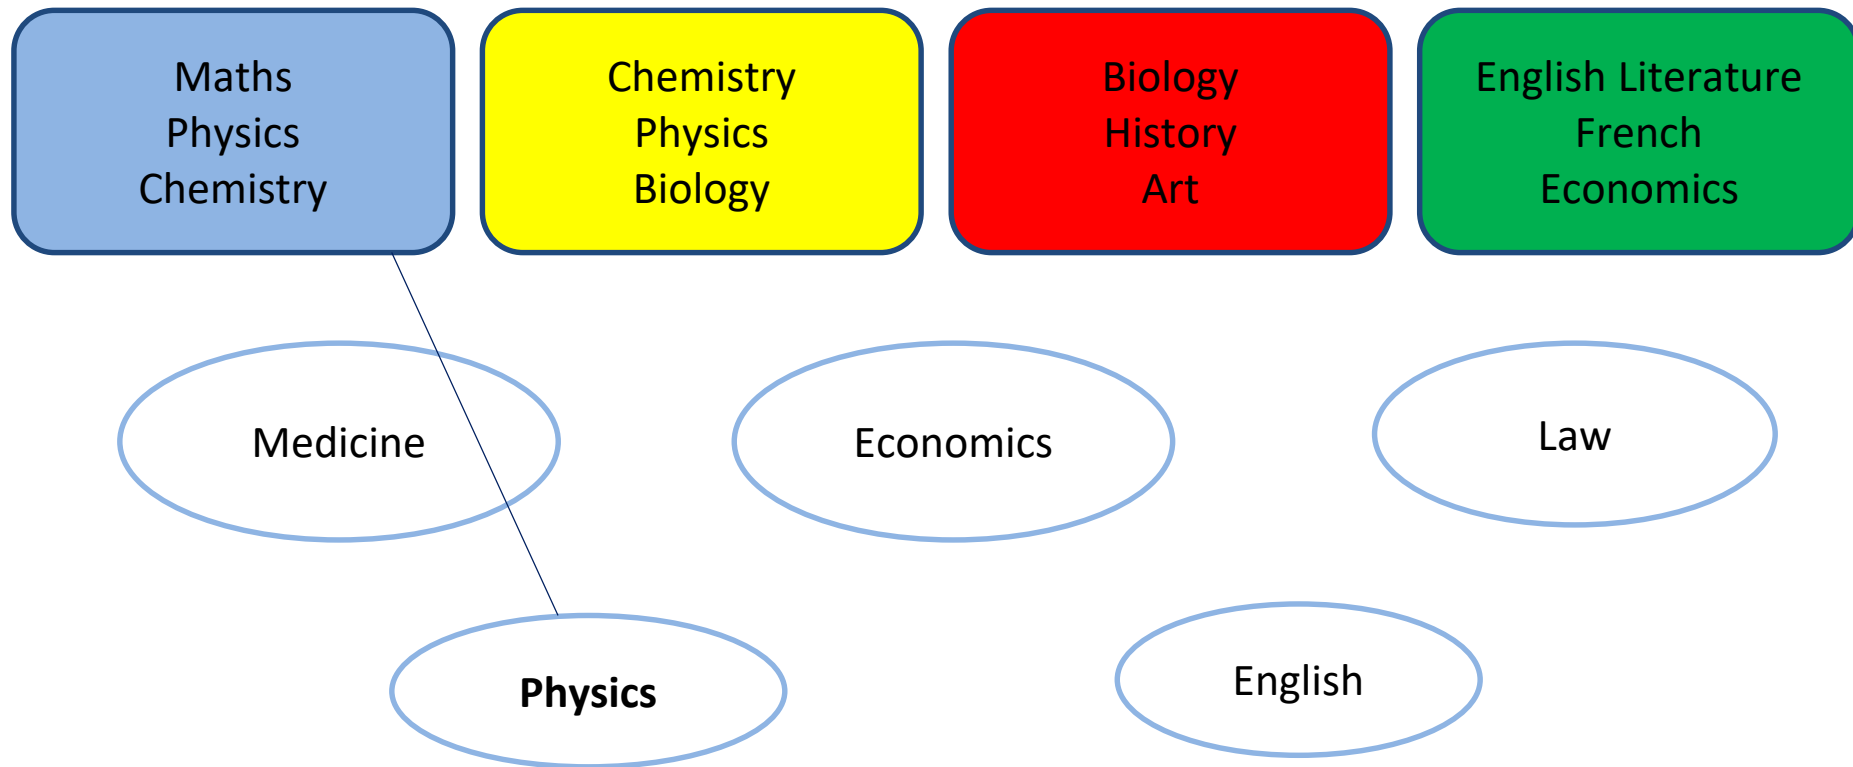 Maths
Physics
Chemistry
Chemistry
Physics
Biology
Biology
History
Art
English Literature
French
Economics
Medicine
Economics
Law
Physics
English